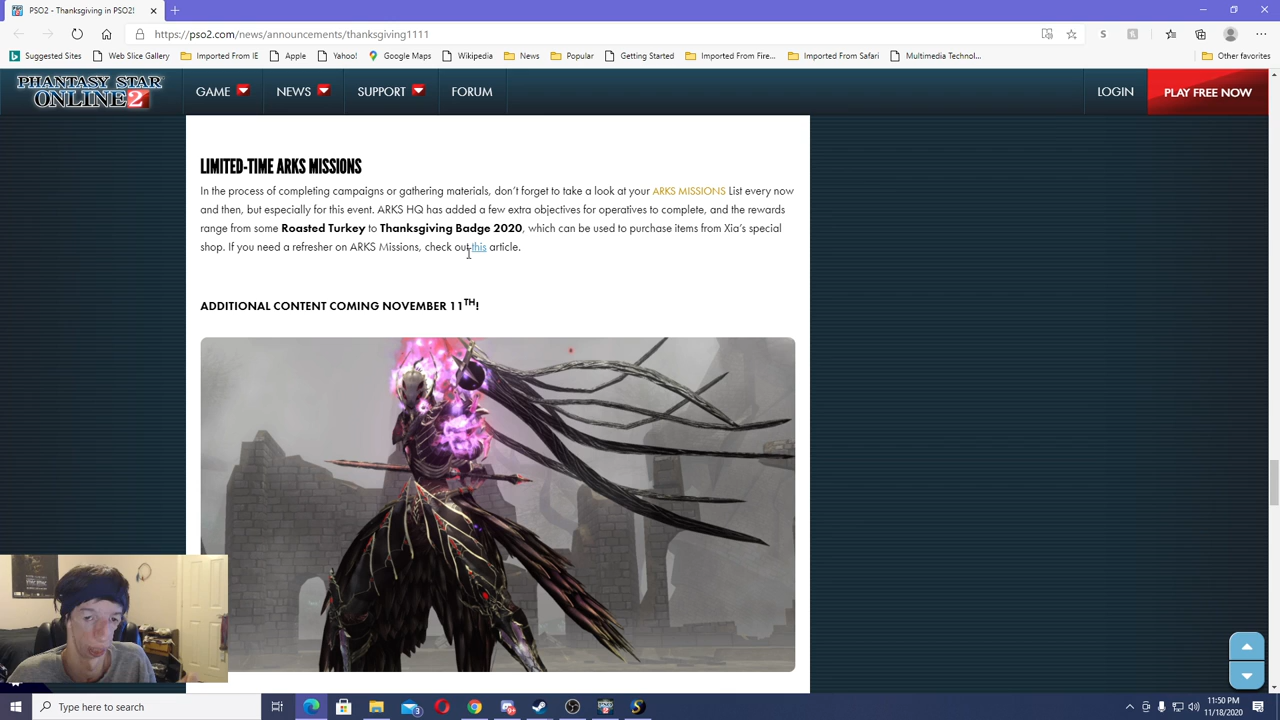 PSO2 - Thanksgiving in PSO2!
https://pso2.com/news/announcements/thanksgiving1111
Suggested Sites Web Slice Gallery Imported From IE Apple Yahoo! Google Maps Wikipedia News Popular Getting Started Imported From Fire... Imported From Safari Multimedia Technol... Other favorites
PHANTASY STAR
ONLINE 2
GAME NEWS SUPPORT FORUM LOGIN PLAY FREE NOW
LIMITED-TIME ARKS MISSIONS
In the process of completing campaigns or gathering materials, don't forget to take a look at your ARKS MISSIONS List every now
and then, but especially for this event. ARKS HQ has added a few extra objectives for operatives to complete, and the rewards
range from some Roasted Turkey to Thanksgiving Badge 2020, which can be used to purchase items from Xia's special
shop. If you need a refresher on ARKS Missions, check out this article.
ADDITIONAL CONTENT COMING NOVEMBER 11TH!
Type here to search
11:50 PM
11/18/2020